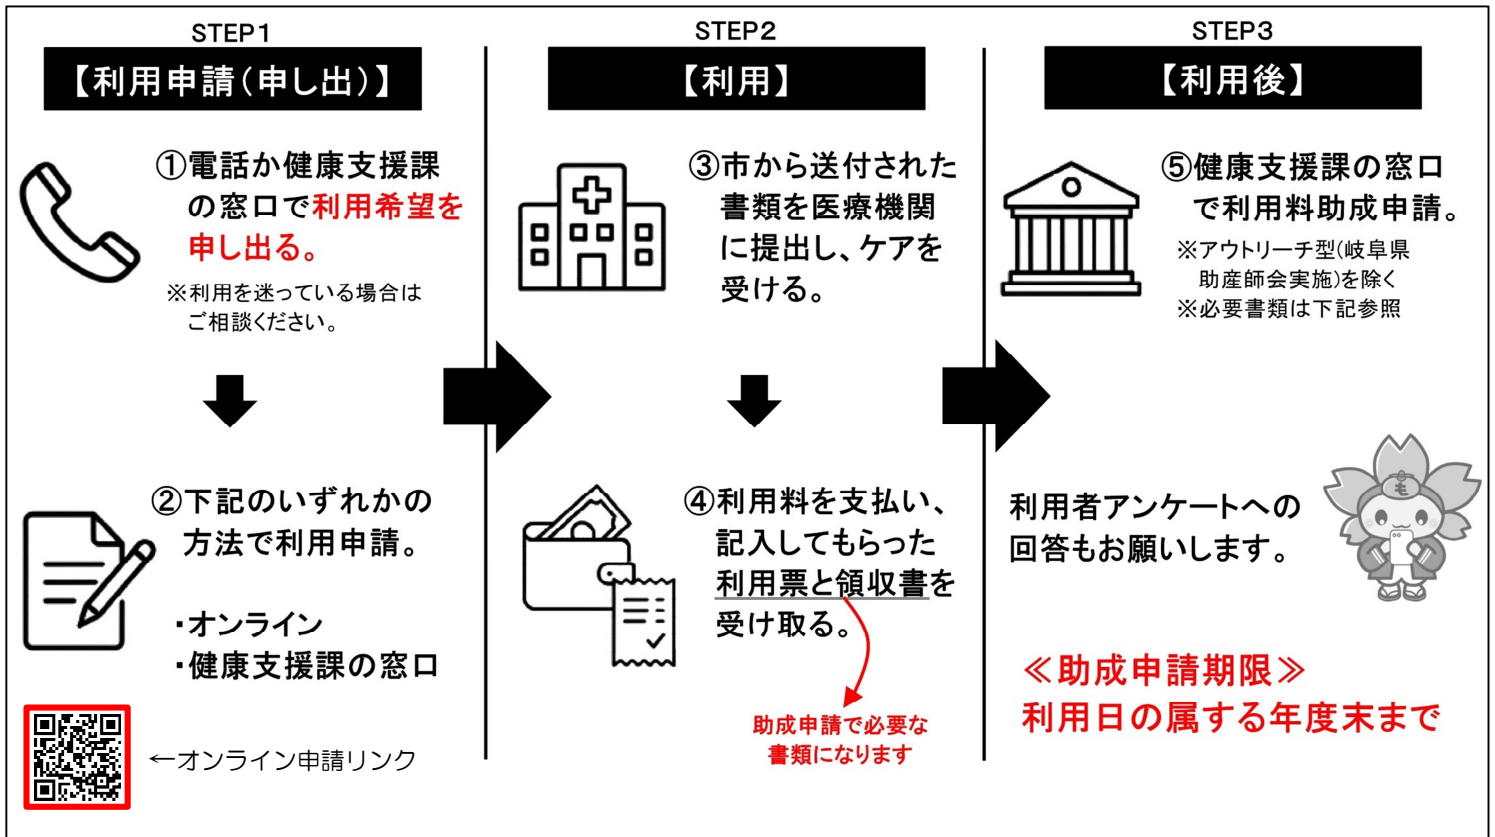 STEP1
【利用申請(申し出)】
①電話か健康支援課
の窓口で利用希望を
申し出る。
※利用を迷っている場合は
ご相談ください。
②下記のいずれかの
方法で利用申請。
・オンライン
・健康支援課の窓口
←オンライン申請リンク
STEP2
【利用】
③市から送付された
書類を医療機関
に提出し、ケアを
受ける。
④利用料を支払い、
記入してもらった
利用票と領収書を
受け取る。
助成申請で必要な
書類になります
STEP3
【利用後】
⑤健康支援課の窓口
で利用料助成申請。
※アウトリーチ型(岐阜県
助産師会実施)を除く
※必要書類は下記参照
利用者アンケートへの
回答もお願いします。
≪助成申請期限≫
利用日の属する年度末まで